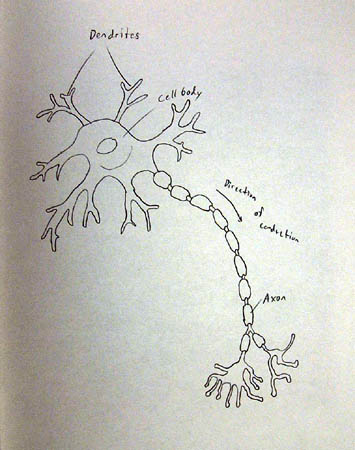 Dendrites
Cell body
Direction
of
conduction
Axon